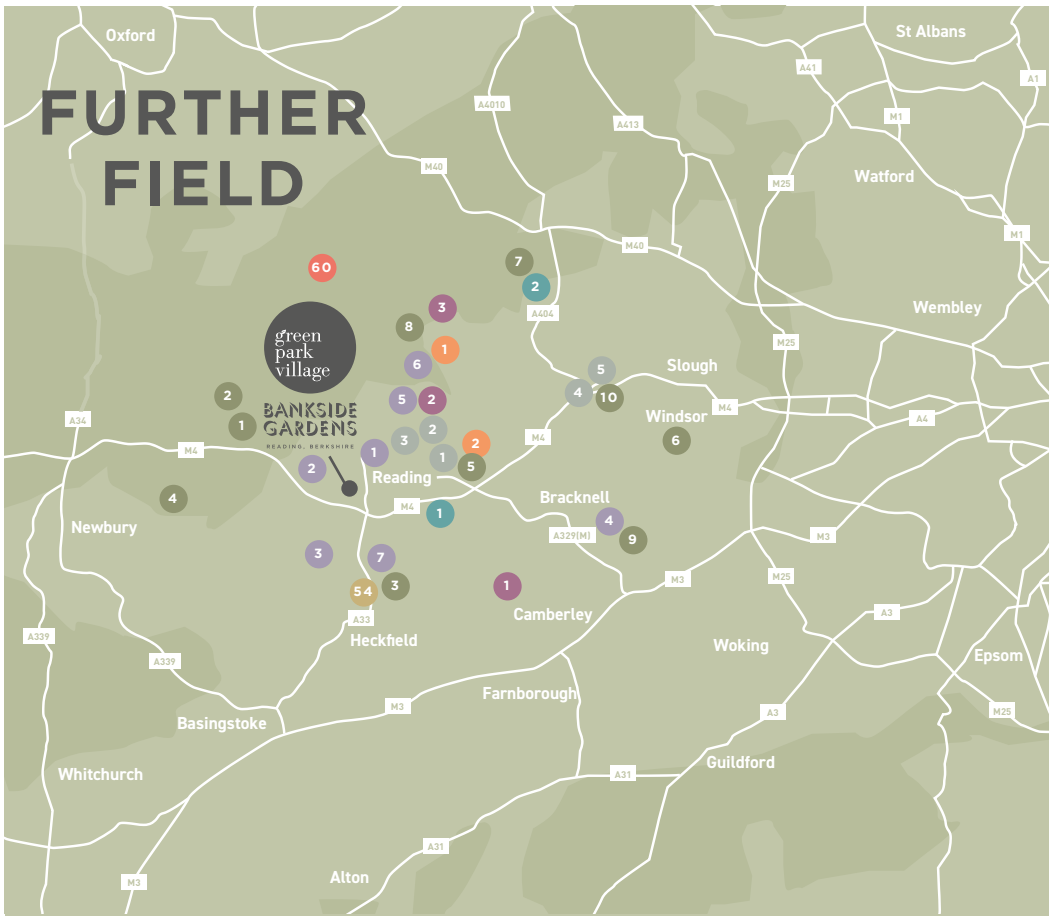 Oxford
St Albans
A41
A1
FURTHER
FIELD
A4010
M1
A413
M40
Watford
M25
M1
M40
7
60
2
3
A404
Wembley
8
green
park
village
1
M25
6
Slough
5
2
4
10
5
2
M4
BANKSIDE
GARDENS
READING, BERKSHIRE
Windsor
A4
A34
1
2
3
2
M4
6
M4
1
1
5
2
Reading
4
Bracknell
M4
1
4
Newbury
A329(M)
9
M3
3
7
M25
M3
54
3
1
A33
Camberley
A3
A339
Heckfield
Woking
Epsom
A339
Farnborough
M3
A3
M25
Basingstoke
Guildford
Whitchurch
A31
A31
Alton
M3